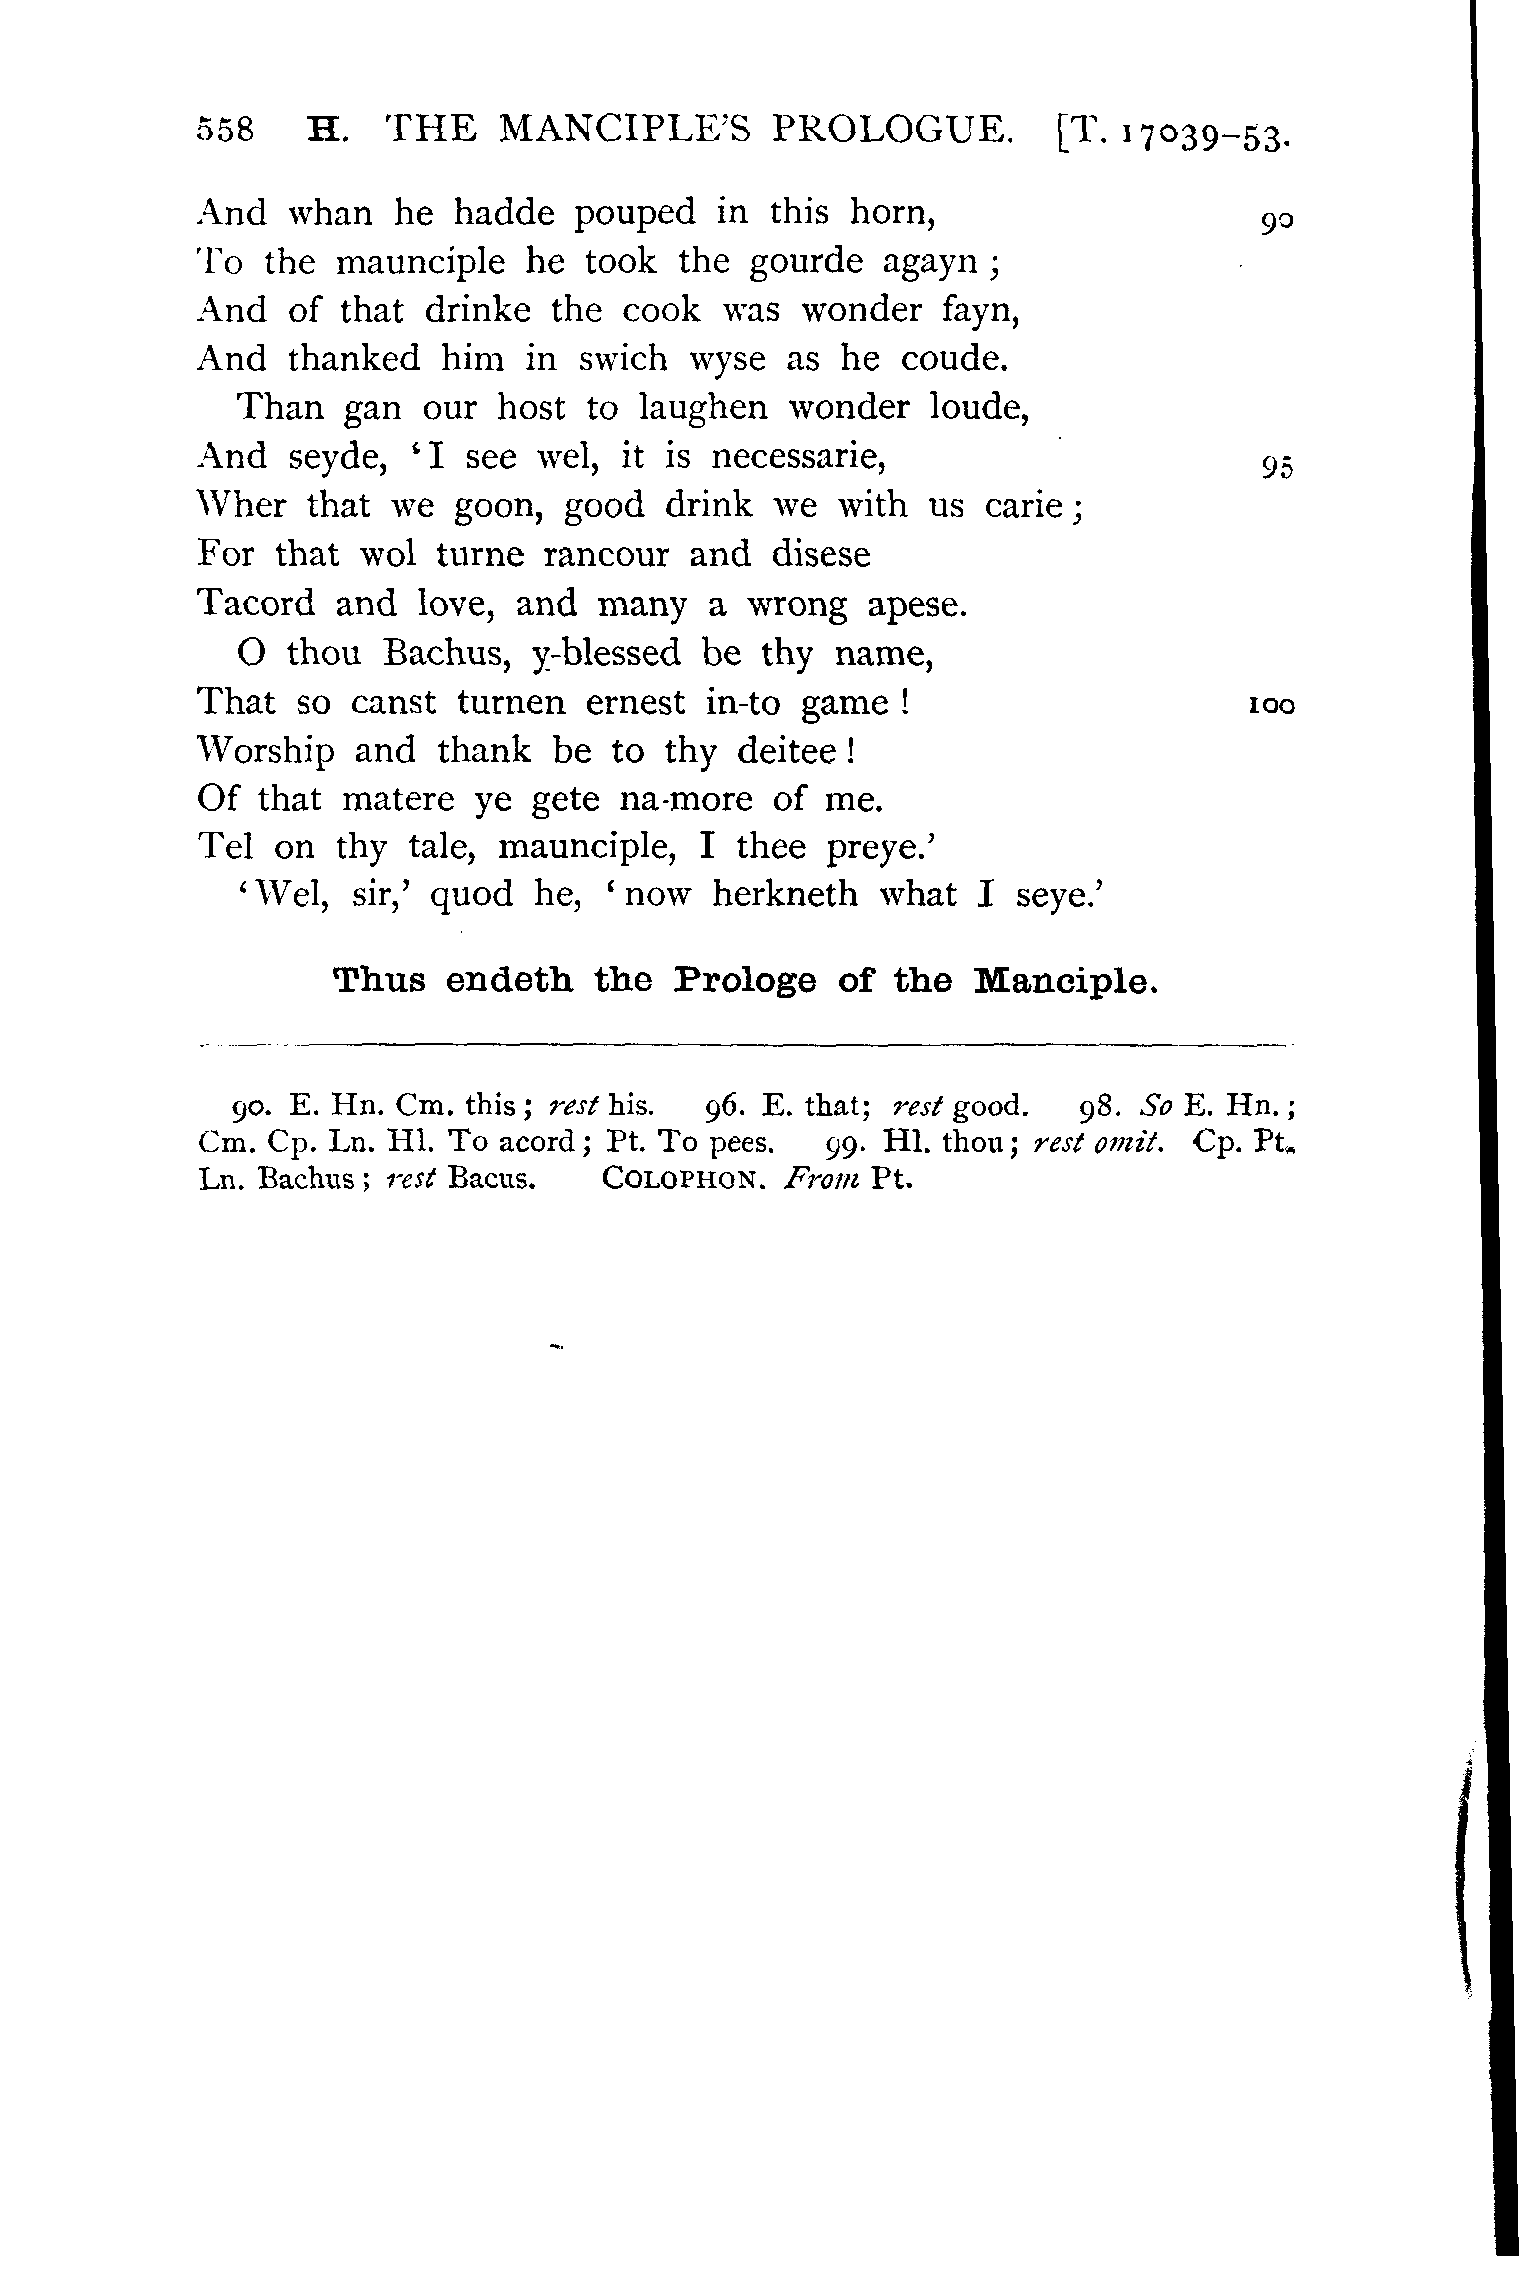 558 H. THE MANCIPLE'S PROLOGUE. [T. 17039–53.
And whan he hadde pouped in this horn, 90
To the maunciple he took the gourde agayn ;
And of that drinke the cook was wonder fayn,
And thanked him in swich wyse as he coude.
Than gan our host to laughen wonder loude,
And seyde, ‘I see wel, it is necessarie, 95
Wher that we goon, good drink we with us carie ;
For that wol turne rancour and disese
Tacord and love, and many a wrong apese.
O thou Bachus, y-blessed be thy name,
That so canst turnen ernest in-to game ! 100
Worship and thank be to thy deitee !
Of that matere ye gete na-more of me.
Tel on thy tale, maunciple, I thee preye.’
‘Wel, sir,’ quod he, ‘now herkneth what I seye.’
Thus endeth the Prologe of the Manciple.
90. E. Hn. Cm. this ; rest his. 96. E. that; rest good. 98. So E. Hn. ;
Cm. Cp. Ln. Hl. To acord ; Pt. To pees. 99. Hl. thou ; rest omit. Cp. Pt.
Ln. Bachus ; rest Bacus. COLOPHON. From Pt.